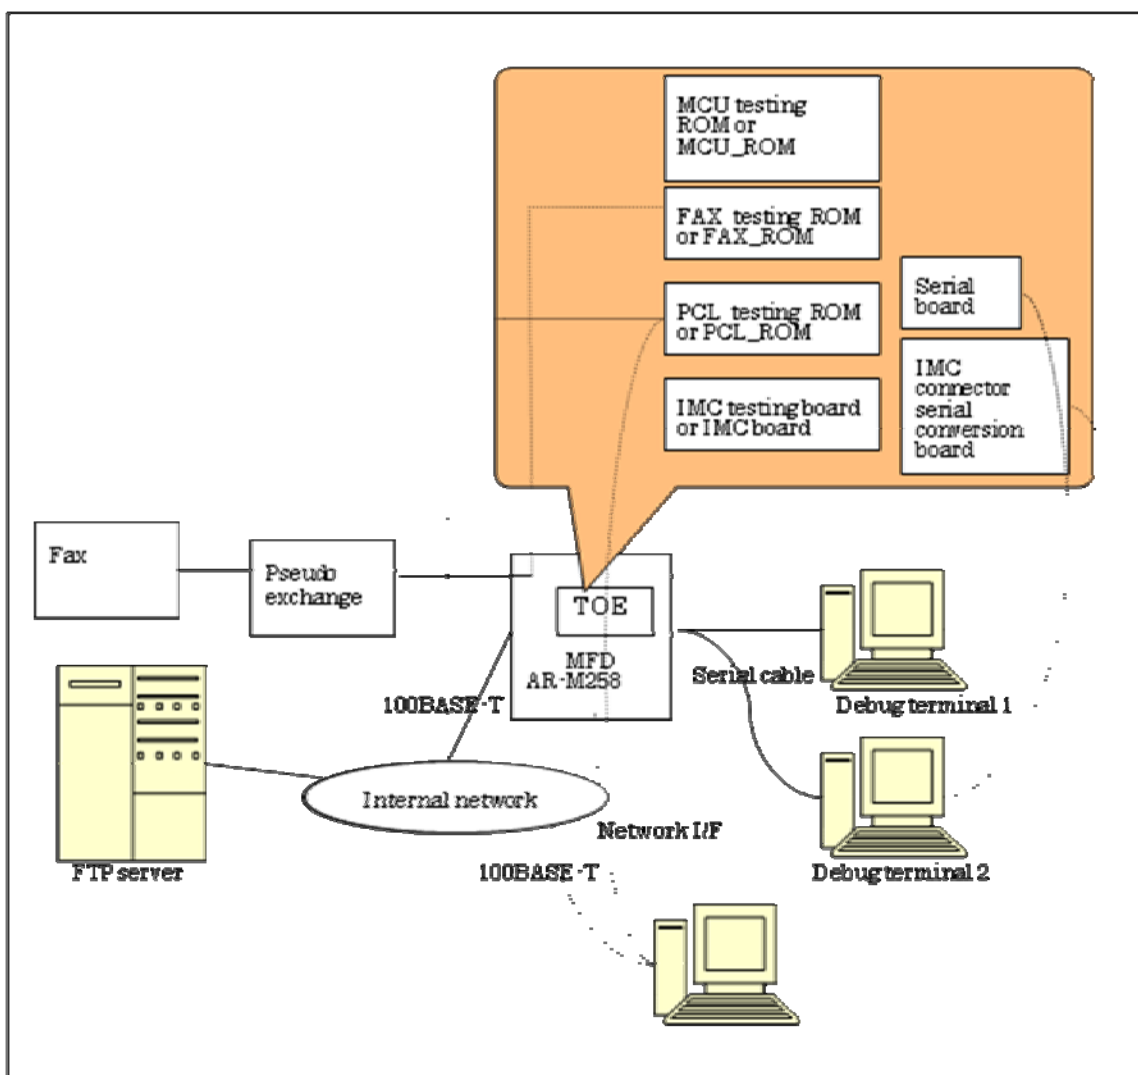 MCU testing
ROM or
MCU_ROM
FAX testing ROM
or FAX_ROM
PCL testing ROM
or PCL_ROM
IMC testing board
or IMC board
Serial
board
IMC
connector
serial
conversion
board
Fax
Pseudo
exchange
TOE
MFD
AR-M258
100BASE-T
Serial cable
Debug terminal 1
Internal network
Network I/F
FTP server
100BASE-T
Debug terminal 2